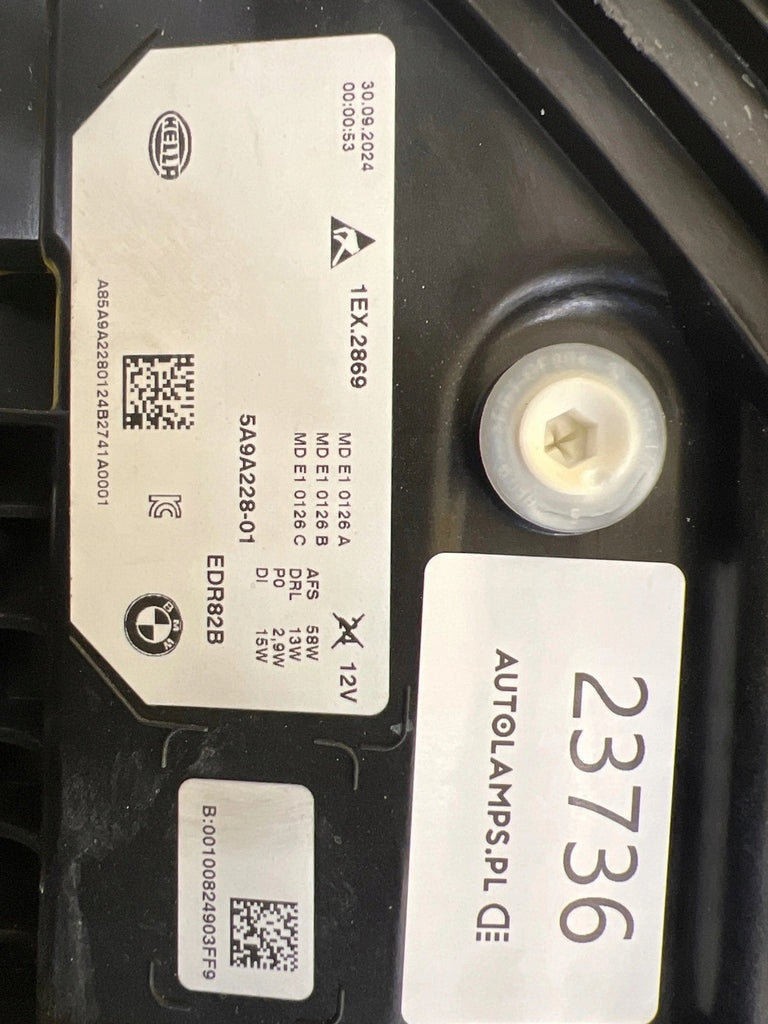 30.09.2024
00:00:53
HELLA
1EX.2869
MD E1 0126 A
MD E1 0126 B
MD E1 0126 C
5A9A228-01
12V
AFS 58W
DRL 13W
PO 2,9W
DI 15W
EDR82B
A85A9A2280124B2741A0001
BMW
B:00100824903FF9
23736
AUTOLAMPS.PL